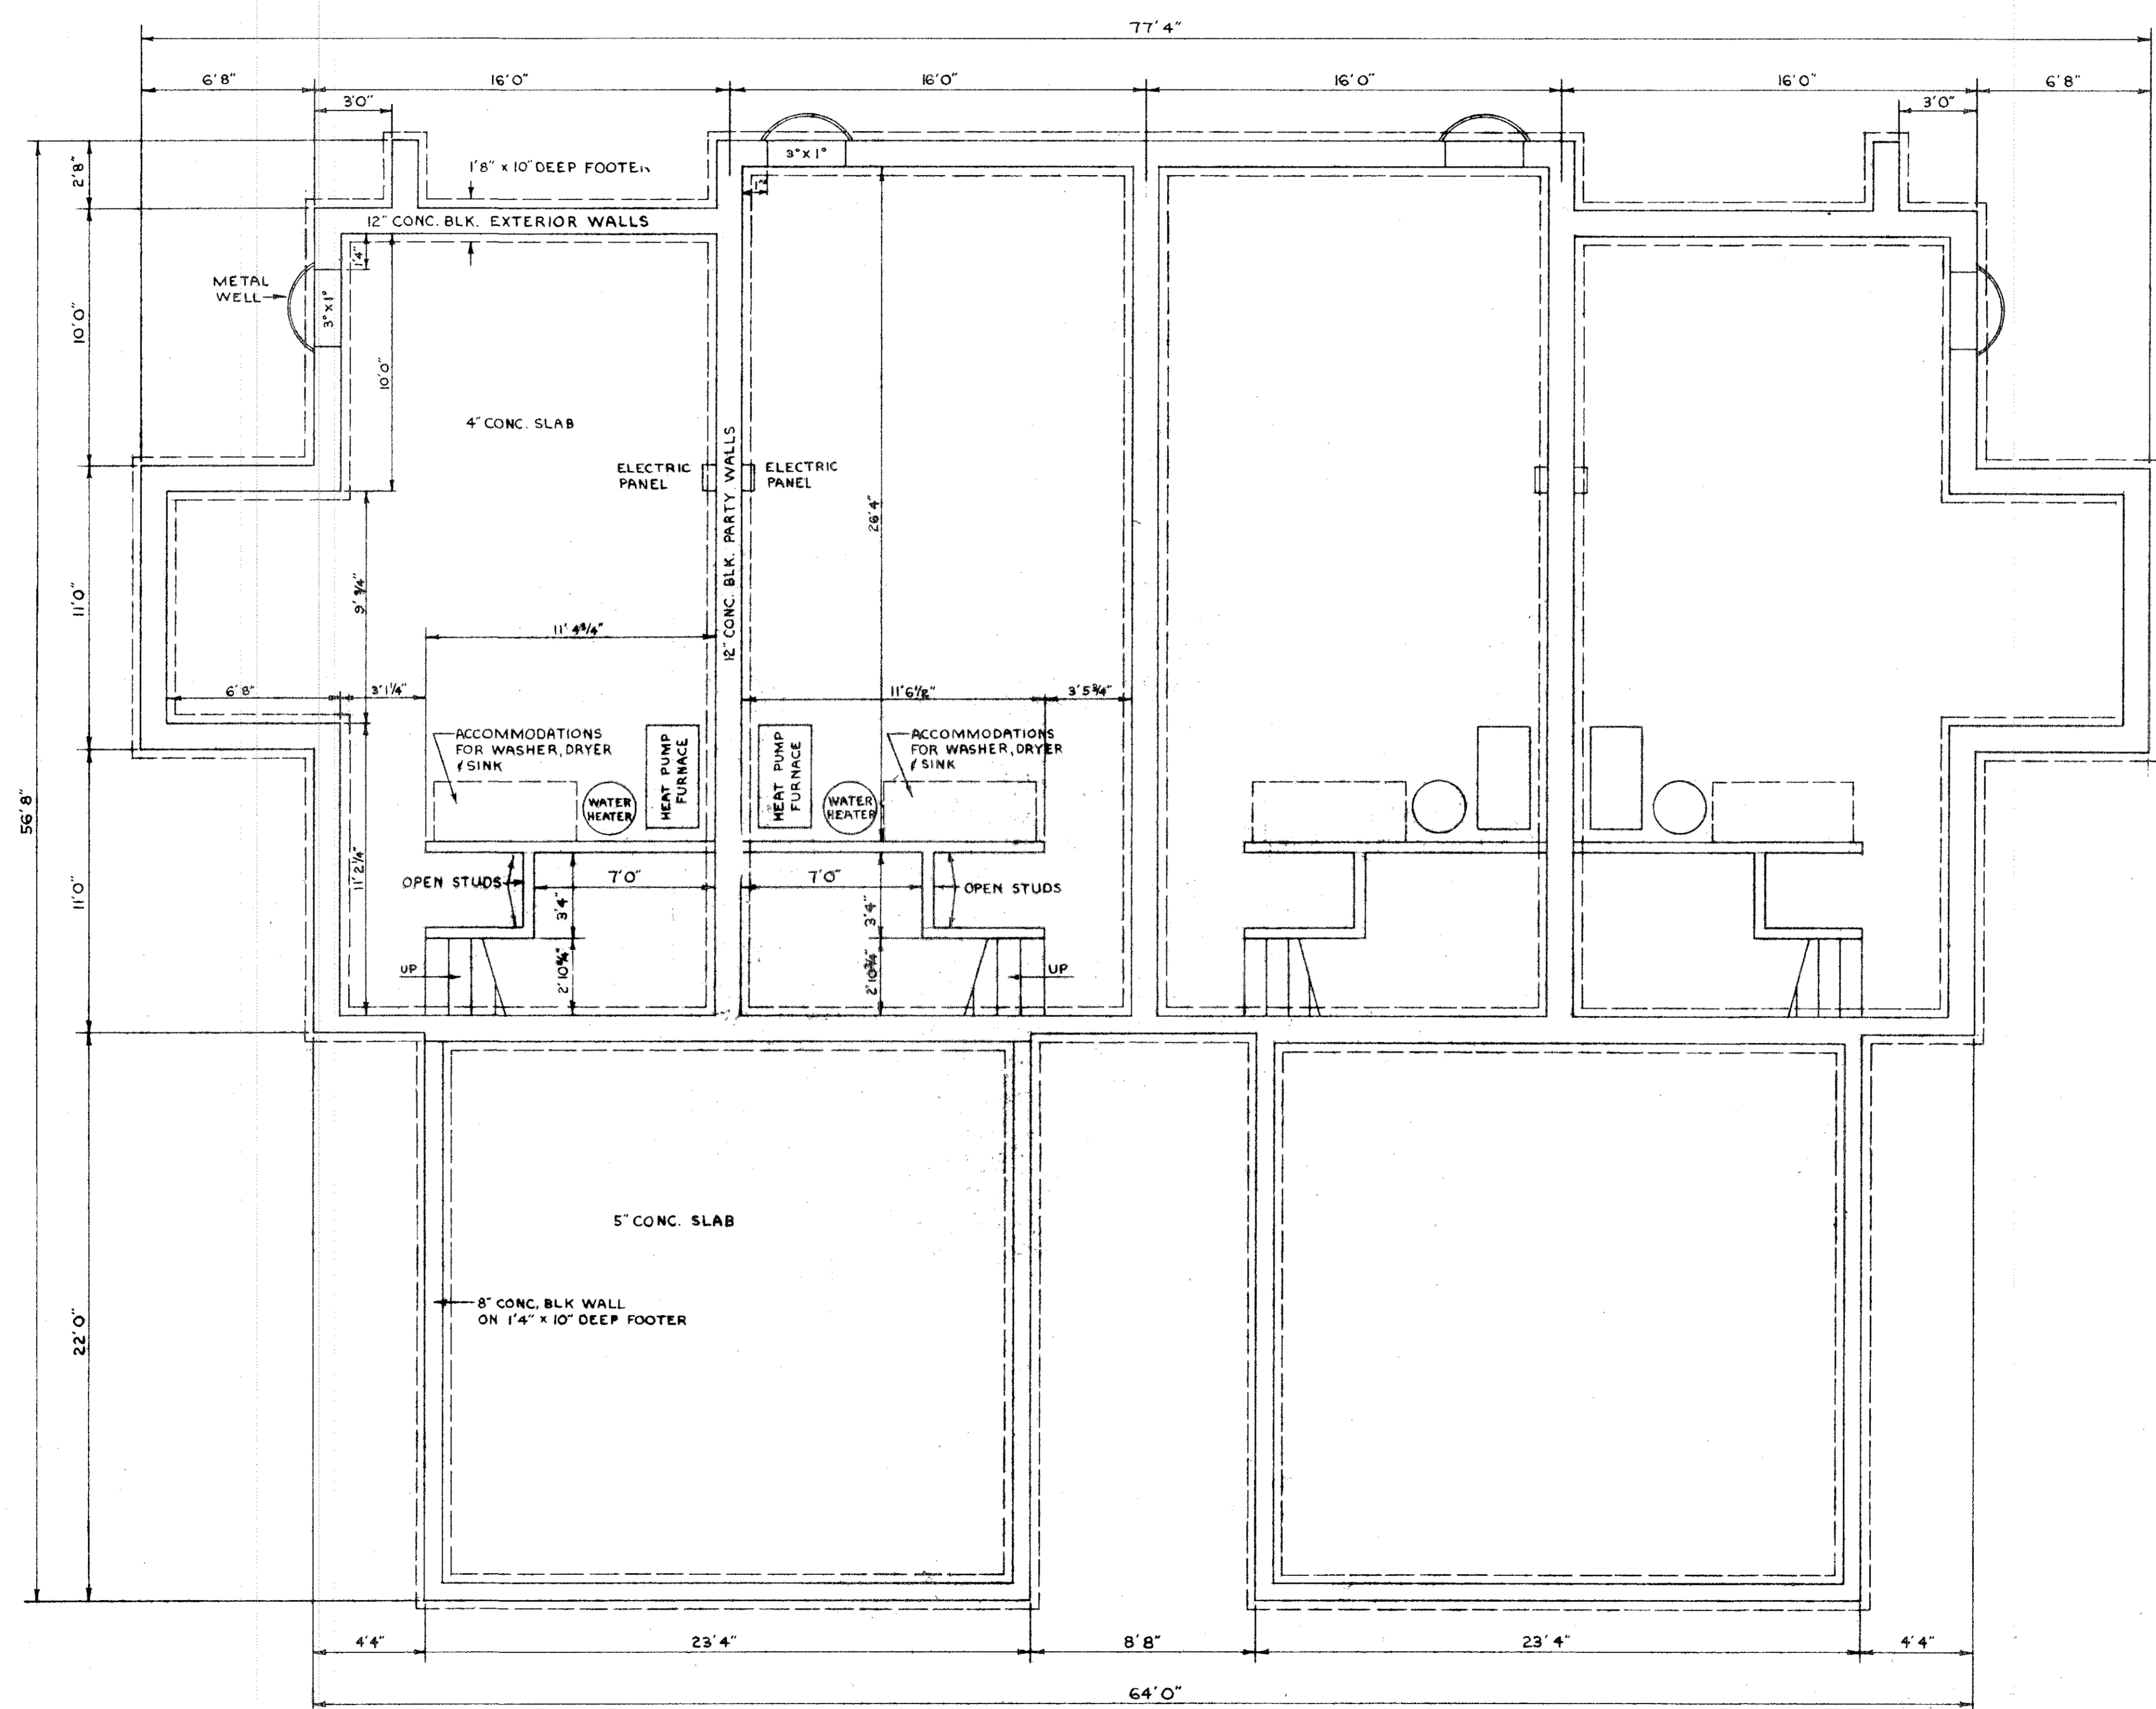 77' 4"
6' 8"
16' 0"
16' 0"
16' 0"
16' 0"
6' 8"
3' 0"
3' 0"
2' 8"
1' 8" x 10" DEEP FOOTER
3° x 1°
12" CONC. BLK. EXTERIOR WALLS
1' 4"
METAL
WELL
3° x 1°
10' 0"
10' 0"
4" CONC. SLAB
ELECTRIC
PANEL
ELECTRIC
PANEL
12" CONC. BLK. PARTY WALLS
26' 4"
11' 0"
9' 3/4"
11' 4 3/4"
6' 8"
3' 1 1/4"
11' 6 1/2"
3' 5 3/4"
ACCOMMODATIONS
FOR WASHER, DRYER
& SINK
HEAT PUMP
FURNACE
HEAT PUMP
FURNACE
ACCOMMODATIONS
FOR WASHER, DRYER
& SINK
WATER
HEATER
WATER
HEATER
56' 8"
11' 0"
11' 2 1/4"
OPEN STUDS
7' 0"
7' 0"
OPEN STUDS
3' 4"
3' 4"
UP
2' 10 3/4"
2' 10 3/4"
UP
5" CONC. SLAB
8" CONC. BLK WALL
ON 1' 4" x 10" DEEP FOOTER
22' 0"
4' 4"
23' 4"
8' 8"
23' 4"
4' 4"
64' 0"